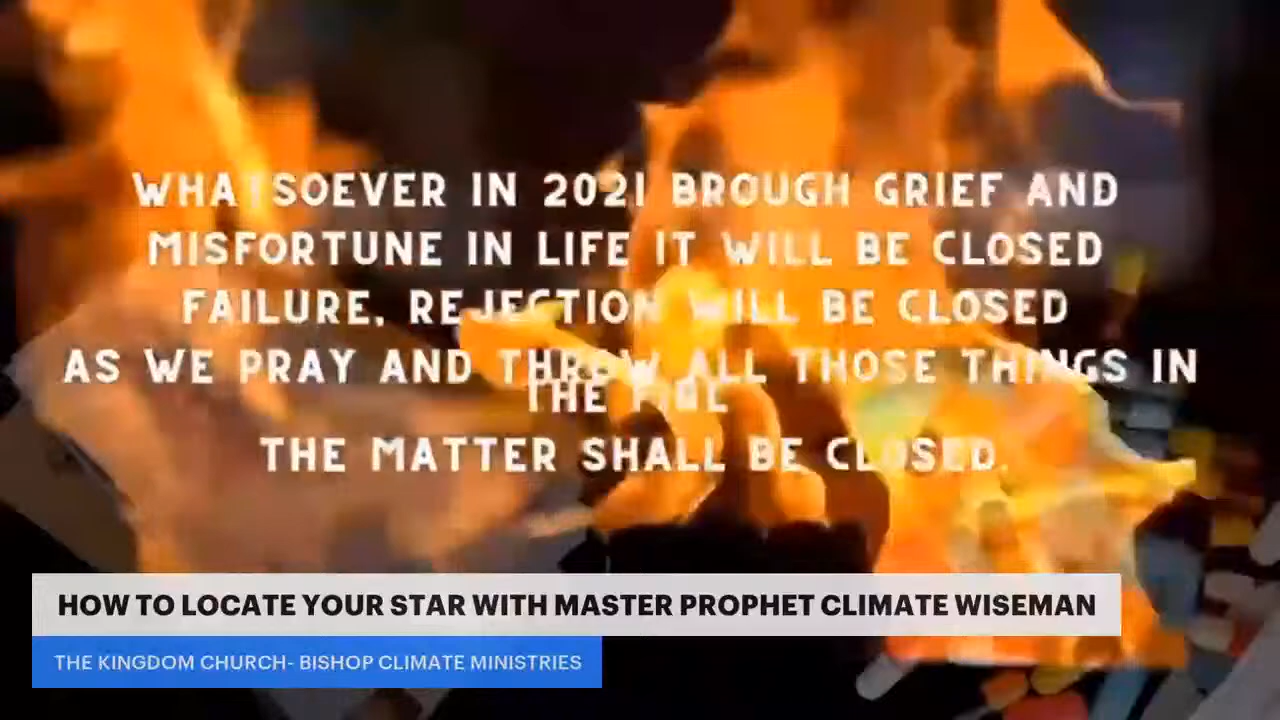 WHATSOEVER IN 2021 BROUGH GRIEF AND
MISFORTUNE IN LIFE IT WILL BE CLOSED
FAILURE, REJECTION WILL BE CLOSED
AS WE PRAY AND THROW ALL THOSE THINGS IN
THE FIRE
THE MATTER SHALL BE CLOSED.
HOW TO LOCATE YOUR STAR WITH MASTER PROPHET CLIMATE WISEMAN
THE KINGDOM CHURCH- BISHOP CLIMATE MINISTRIES